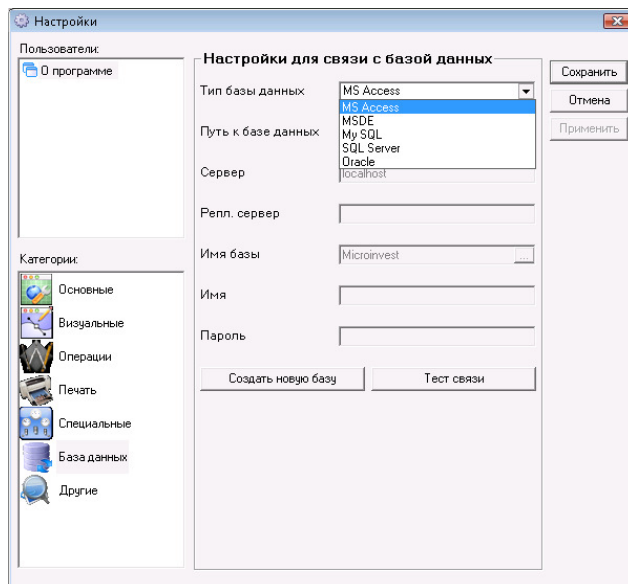 Настройки
Пользователи:
О программе
Категории:
Основные
Визуальные
Операции
Печать
Специальные
База данных
Другие
Настройки для связи с базой данных
Тип базы данных
MS Access
MS Access
MSDE
My SQL
SQL Server
Oracle
Путь к базе данных
Сервер
localhost
Репл. сервер
Имя базы
Microinvest
...
Имя
Пароль
Создать новую базу
Тест связи
Сохранить
Отмена
Применить